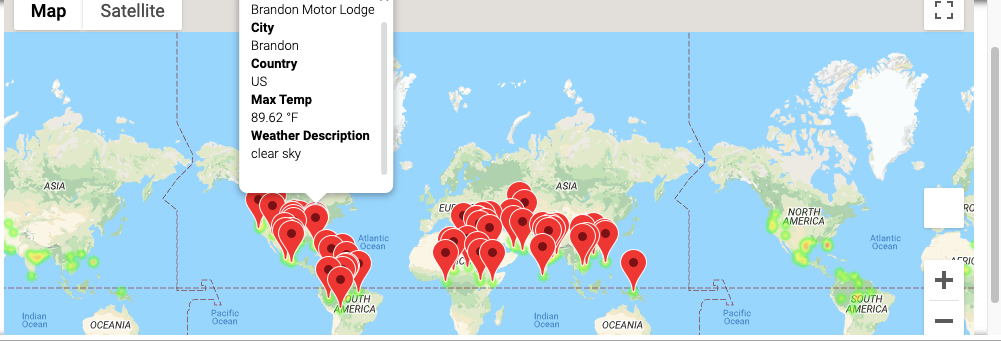 Map
Satellite
Brandon Motor Lodge
City
Brandon
Country
US
Max Temp
89.62 °F
Weather Description
clear sky
ASIA
EU
Atlantic
Ocean
ASIA
NORTH
AMERICA
Atlantic
Ocean
AFRIC
SOUTH
AMERICA
Pacific
Ocean
Indian
Ocean
OCEANIA
Indian
Ocean
OCEANIA
Pacific
Ocean
SOUTH
AMERICA